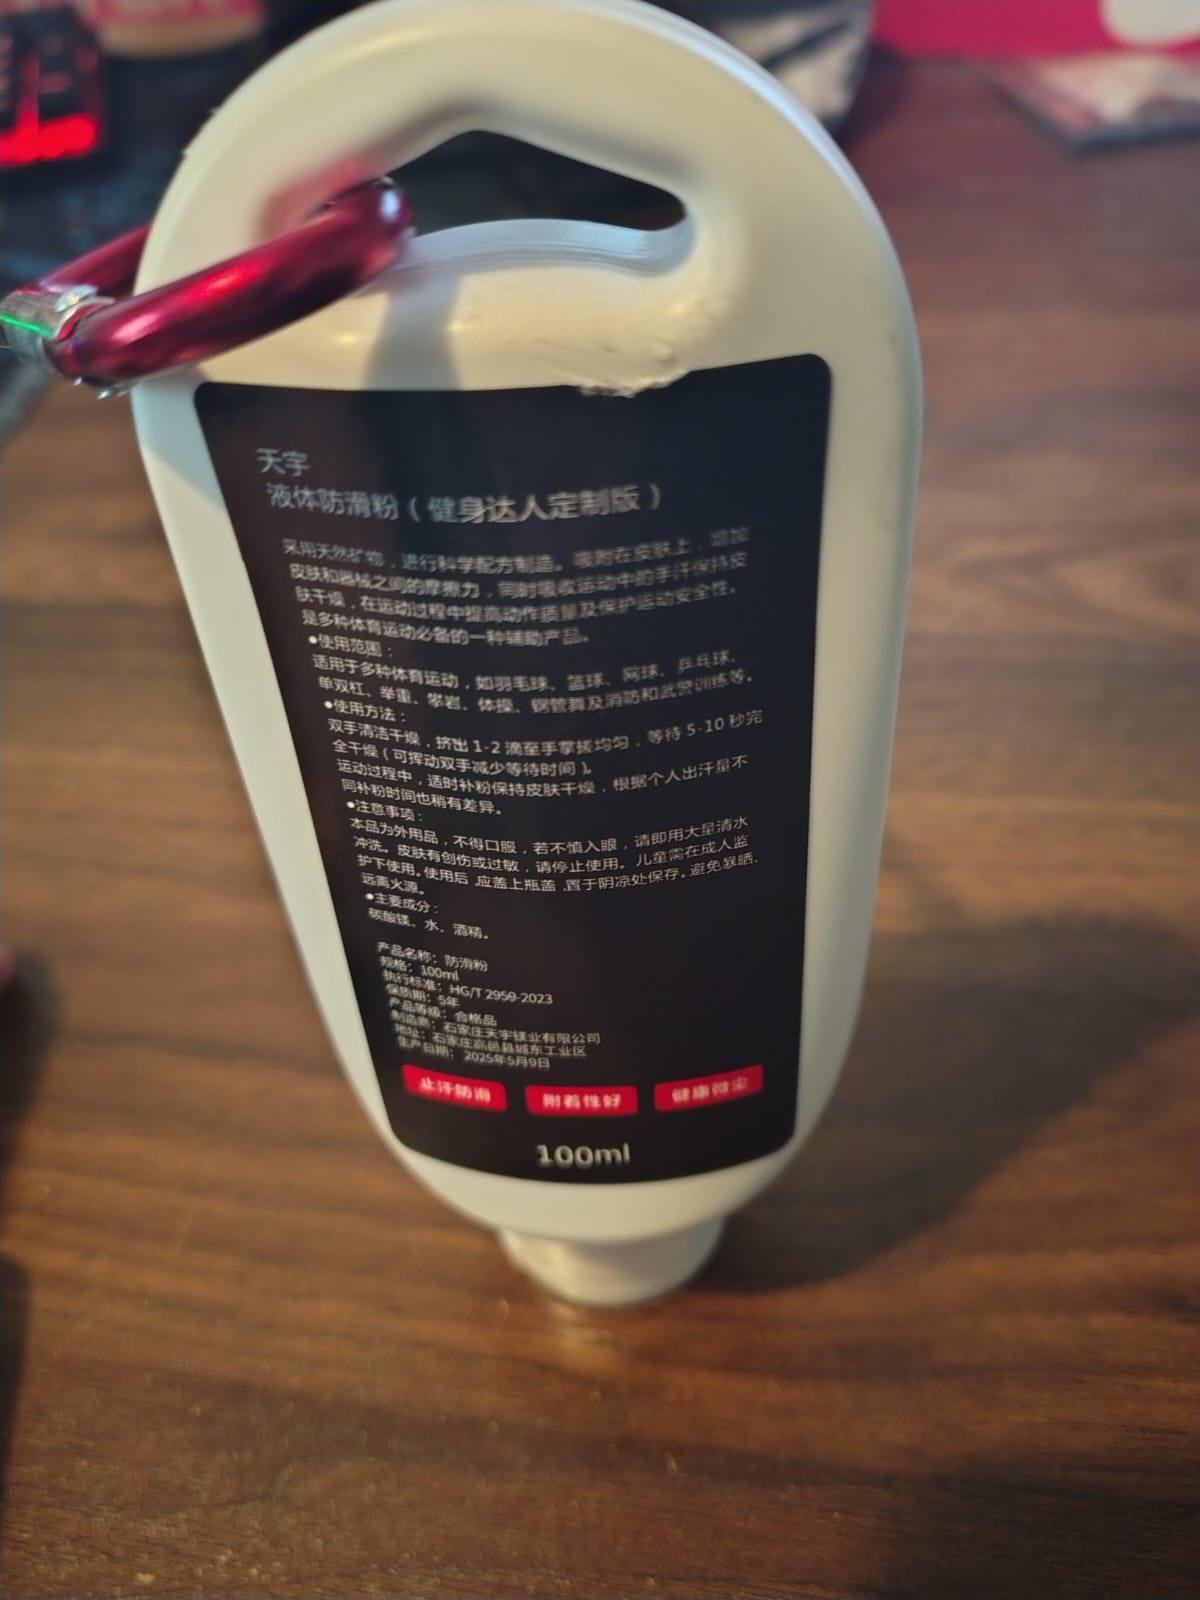 天宇
液体防滑粉(健身达人定制版)
采用天然矿物,进行科学配方制造。吸附在皮肤上,增加
皮肤和器械之间的摩擦力,同时吸收运动中的手汗保持皮
肤干燥,在运动过程中提高动作质量及保护运动安全性。
是多种体育运动必备的一种辅助产品。
•使用范围:
适用于多种体育运动,如羽毛球、篮球、网球、乒乓球、
单双杠、举重、攀岩、体操、钢管舞及消防和武警训练等。
•使用方法:
双手清洁干燥,挤出 1-2 滴至手掌搓均匀,等待 5-10 秒完
全干燥(可挥动双手减少等待时间)。
运动过程中,适时补粉保持皮肤干燥,根据个人出汗量不
同补粉时间也稍有差异。
•注意事项:
本品为外用品,不得口服,若不慎入眼,请即用大量清水
冲洗。皮肤有创伤或过敏,请停止使用。儿童需在成人监
护下使用。使用后,应盖上瓶盖,置于阴凉处保存。避免暴晒.
远离火源。
•主要成分:
碳酸镁、水、酒精。
产品名称:防滑粉
规格:100ml
执行标准:HG/T 2959-2023
保质期:5年
产品等级:合格品
制造商:石家庄天宇镁业有限公司
地址:石家庄高邑县城东工业区
生产日期:2025年5月9日
止汗防滑 附着性好 健康微尘
100ml